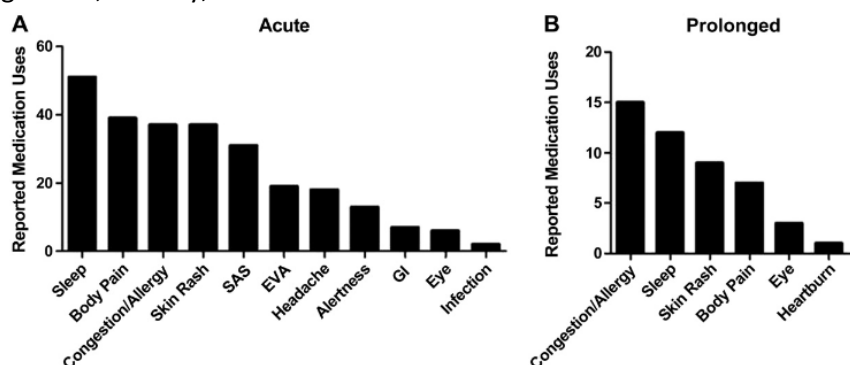 A
Acute
Reported Medication Uses
60
40
20
0
Sleep
Body Pain
Congestion/Allergy
Skin Rash
SAS
EVA
Headache
Alertness
GI
Eye
Infection
B
Prolonged
Reported Medication Uses
20
15
10
5
0
Congestion/Allergy
Sleep
Skin Rash
Body Pain
Eye
Heartburn